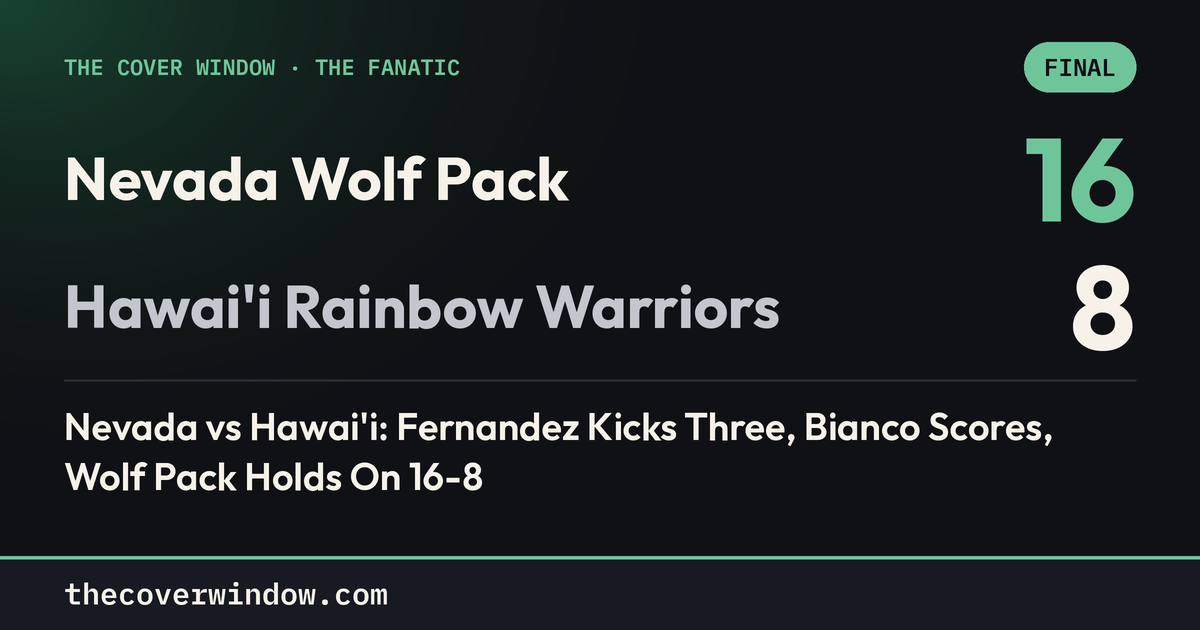 THE COVER WINDOW · THE FANATIC
FINAL
Nevada Wolf Pack
16
Hawai'i Rainbow Warriors
8
Nevada vs Hawai'i: Fernandez Kicks Three, Bianco Scores,
Wolf Pack Holds On 16-8
thecoverwindow.com